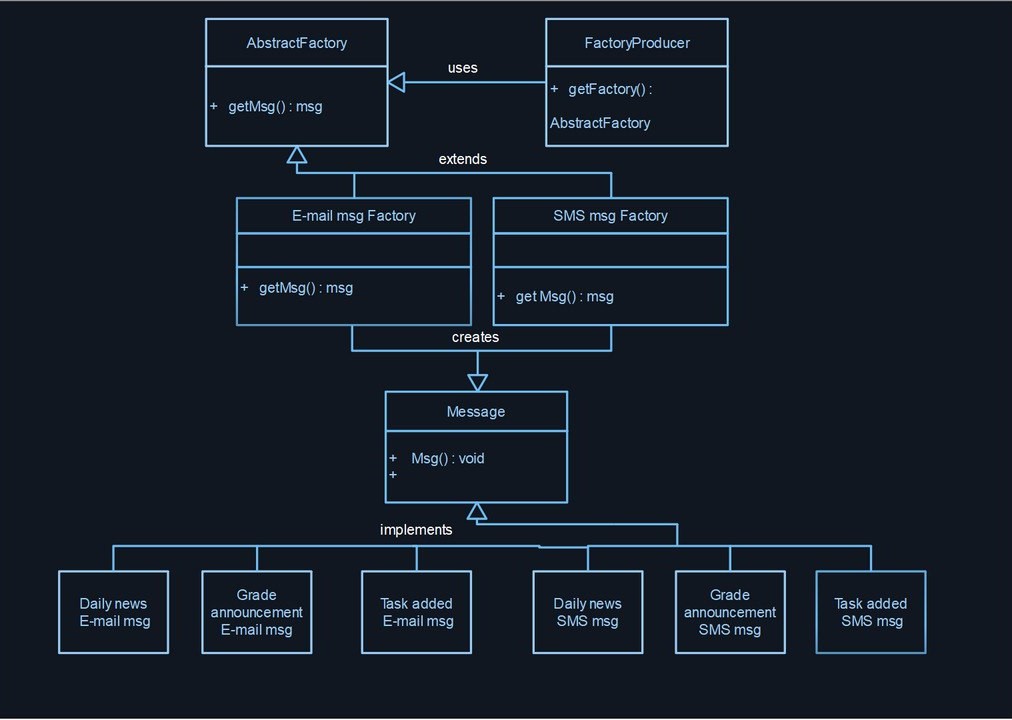 AbstractFactory
+ getMsg() : msg
uses
FactoryProducer
+ getFactory() :
AbstractFactory
extends
E-mail msg Factory
+ getMsg() : msg
SMS msg Factory
+ get Msg() : msg
creates
Message
+ Msg() : void
+
implements
Daily news
E-mail msg
Grade
announcement
E-mail msg
Task added
E-mail msg
Daily news
SMS msg
Grade
announcement
SMS msg
Task added
SMS msg